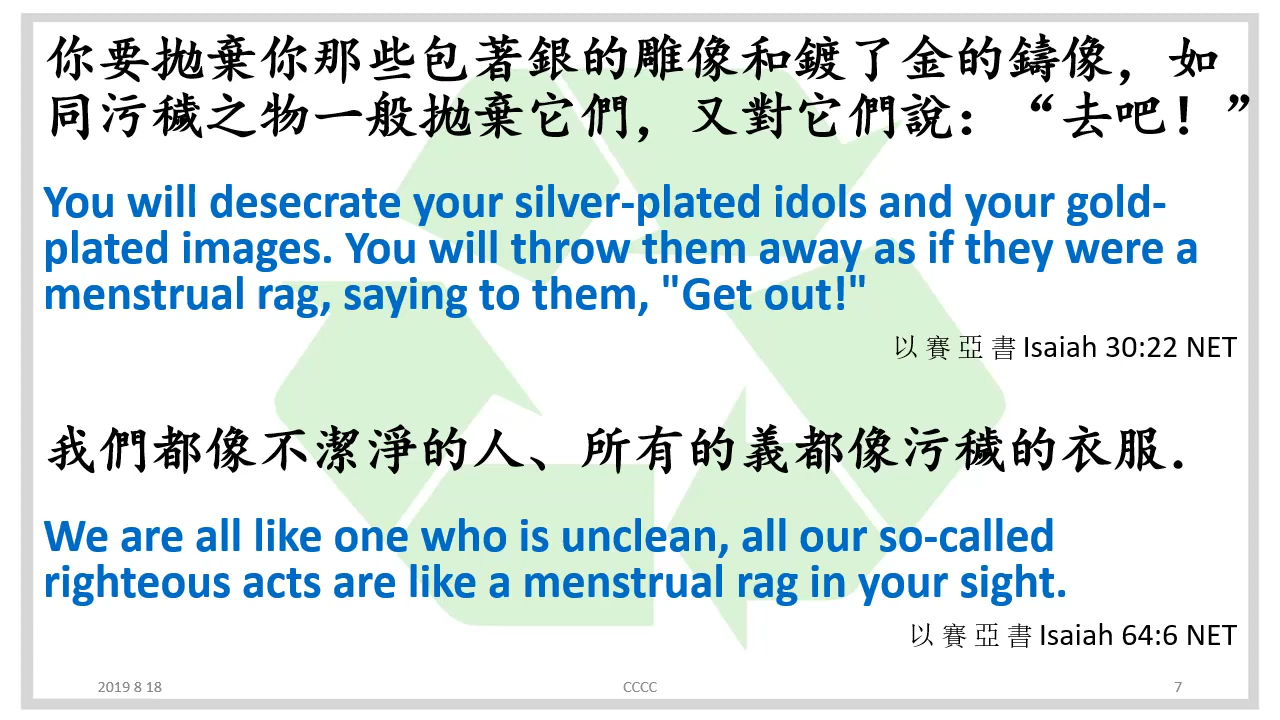 你要拋棄你那些包著銀的雕像和鍍了金的鑄像，如
同污穢之物一般拋棄它們，又對它們說：“去吧！”
You will desecrate your silver-plated idols and your gold-
plated images. You will throw them away as if they were a
menstrual rag, saying to them, "Get out!"
以賽亞書 Isaiah 30:22 NET
我們都像不潔淨的人、所有的義都像污穢的衣服．
We are all like one who is unclean, all our so-called
righteous acts are like a menstrual rag in your sight.
以賽亞書 Isaiah 64:6 NET
2019 8 18 CCCC 7